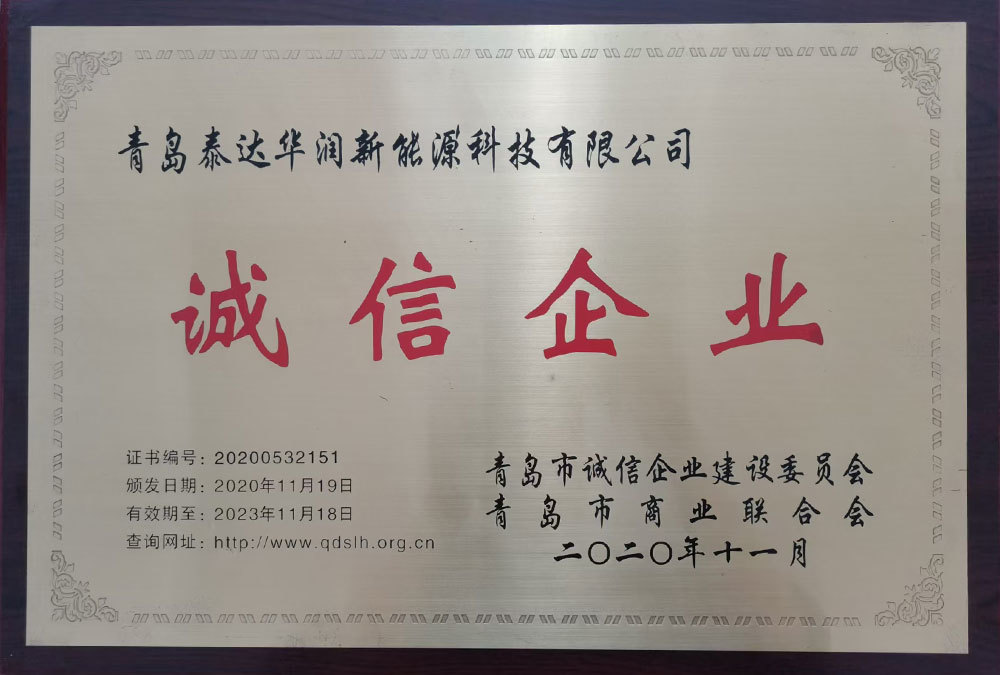 青岛泰达华润新能源科技有限公司
诚信企业
证书编号: 20200532151
颁发日期: 2020年11月19日
有效期至: 2023年11月18日
查询网址: http://www.qdslh.org.cn
青岛市诚信企业建设委员会
青岛市商业联合会
二〇二〇年十一月